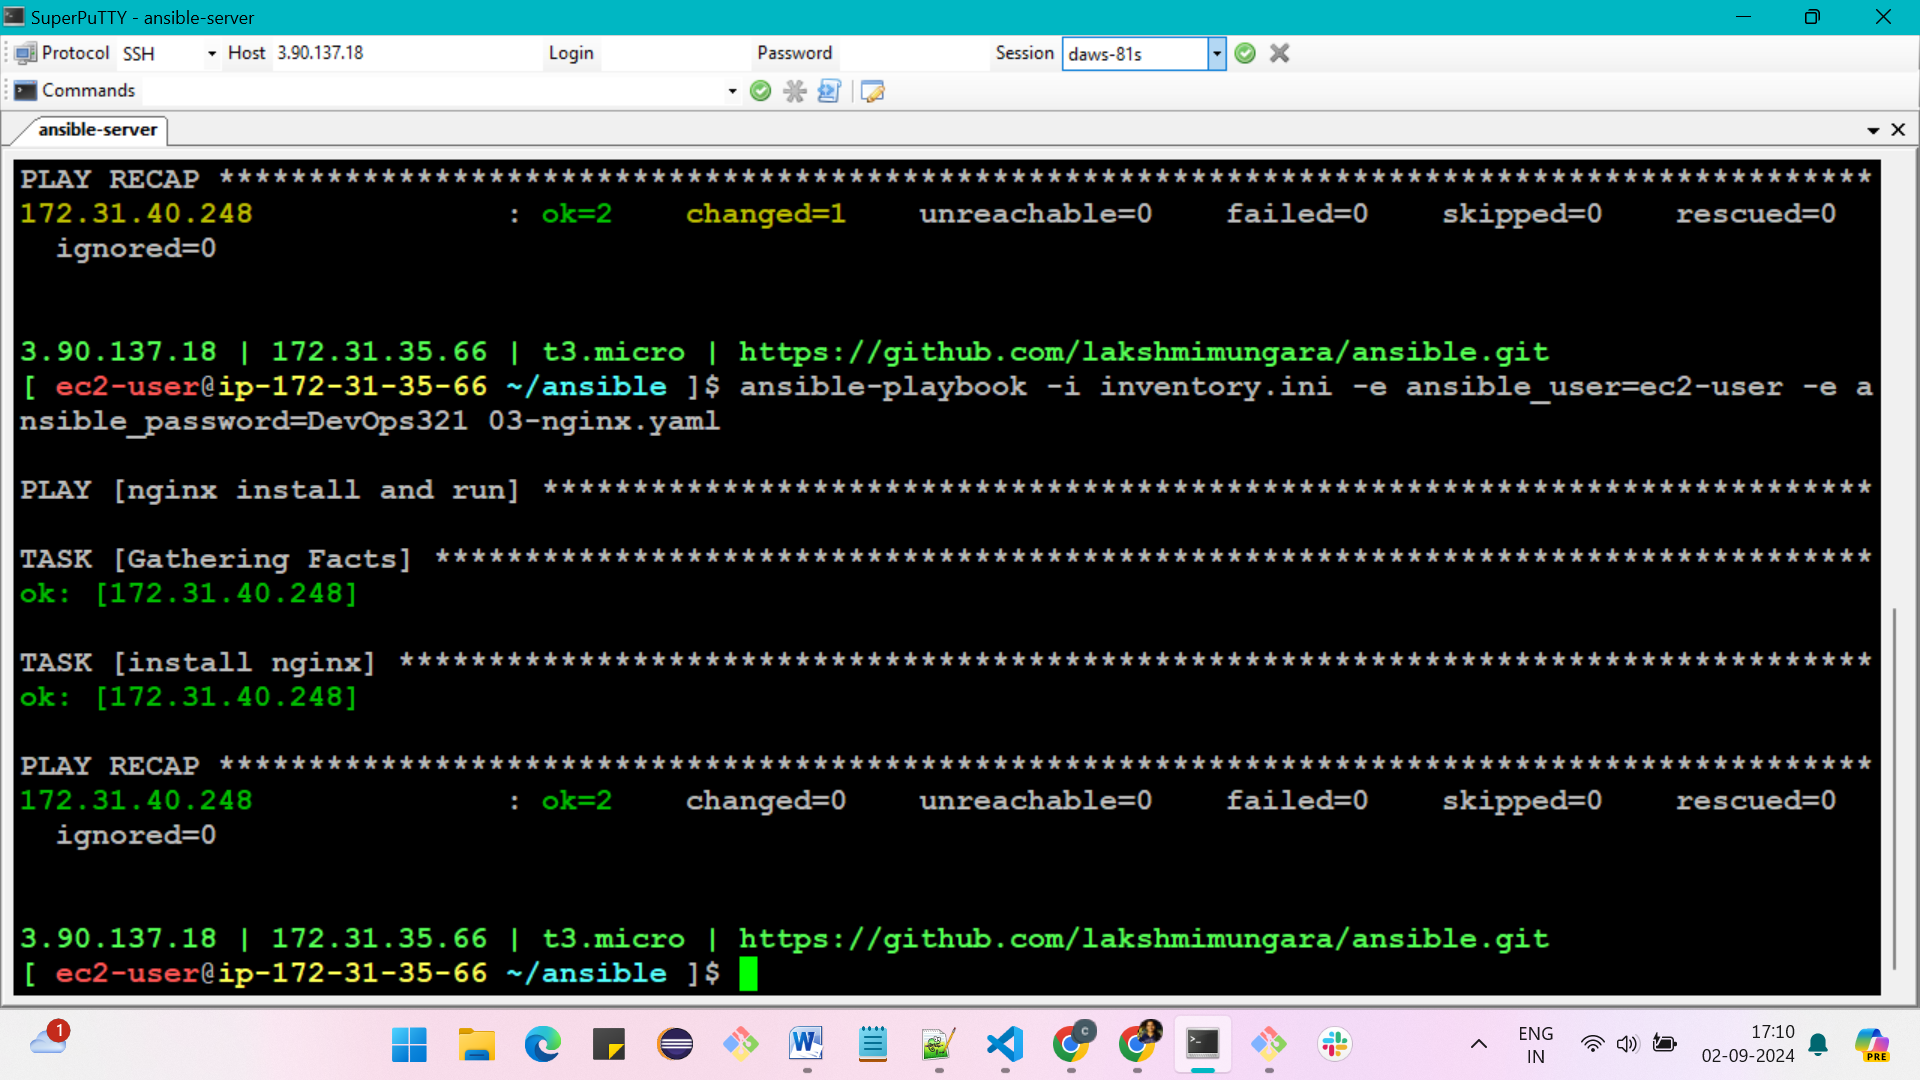 SuperPuTTY - ansible-server
Protocol SSH Host 3.90.137.18 Login Password Session daws-81s
Commands
ansible-server
PLAY RECAP ********************************************************************************************
172.31.40.248 : ok=2 changed=1 unreachable=0 failed=0 skipped=0 rescued=0
ignored=0
3.90.137.18 | 172.31.35.66 | t3.micro | https://github.com/lakshmimungara/ansible.git
[ ec2-user@ip-172-31-35-66 ~/ansible ]$ ansible-playbook -i inventory.ini -e ansible_user=ec2-user -e a
nsible_password=DevOps321 03-nginx.yaml
PLAY [nginx install and run] **************************************************************************
TASK [Gathering Facts] ********************************************************************************
ok: [172.31.40.248]
TASK [install nginx] **********************************************************************************
ok: [172.31.40.248]
PLAY RECAP ********************************************************************************************
172.31.40.248 : ok=2 changed=0 unreachable=0 failed=0 skipped=0 rescued=0
ignored=0
3.90.137.18 | 172.31.35.66 | t3.micro | https://github.com/lakshmimungara/ansible.git
[ ec2-user@ip-172-31-35-66 ~/ansible ]$
1
W
C
ENG
IN
17:10
02-09-2024
PRE